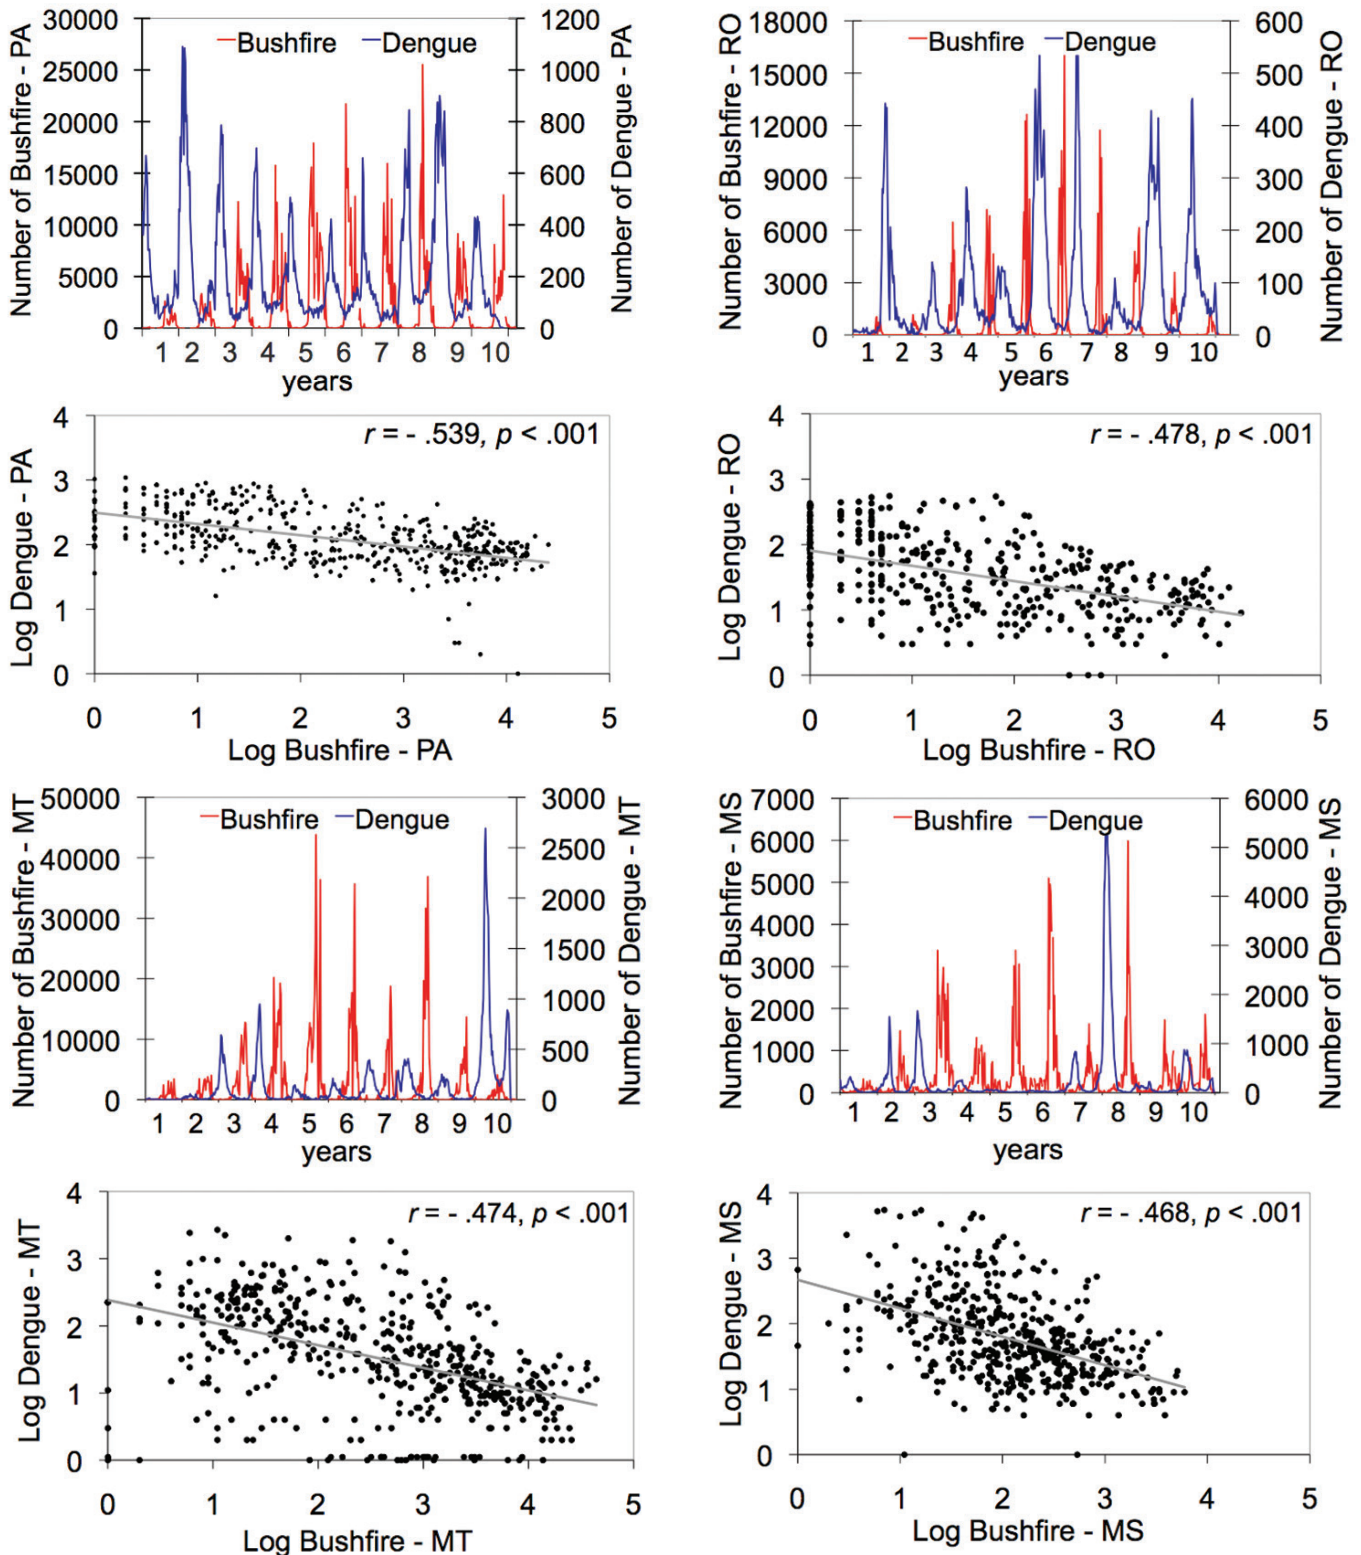 Number of Bushfire - PA
30000
25000
20000
15000
10000
5000
0
Bushfire Dengue
1200
1000
800
600
400
200
0
Number of Dengue - PA
1 2 3 4 5 6 7 8 9 10
years
Number of Bushfire - RO
18000
15000
12000
9000
6000
3000
0
Bushfire Dengue
600
500
400
300
200
100
0
Number of Dengue - RO
1 2 3 4 5 6 7 8 9 10
years
Log Dengue - PA
4
3
2
1
0
r = - .539, p < .001
0 1 2 3 4 5
Log Bushfire - PA
Log Dengue - RO
4
3
2
1
0
r = - .478, p < .001
0 1 2 3 4 5
Log Bushfire - RO
Number of Bushfire - MT
50000
40000
30000
20000
10000
0
Bushfire Dengue
3000
2500
2000
1500
1000
500
0
Number of Dengue - MT
1 2 3 4 5 6 7 8 9 10
years
Number of Bushfire - MS
7000
6000
5000
4000
3000
2000
1000
0
Bushfire Dengue
6000
5000
4000
3000
2000
1000
0
Number of Dengue - MS
1 2 3 4 5 6 7 8 9 10
years
Log Dengue - MT
4
3
2
1
0
r = - .474, p < .001
0 1 2 3 4 5
Log Bushfire - MT
Log Dengue - MS
4
3
2
1
0
r = - .468, p < .001
0 1 2 3 4 5
Log Bushfire - MS